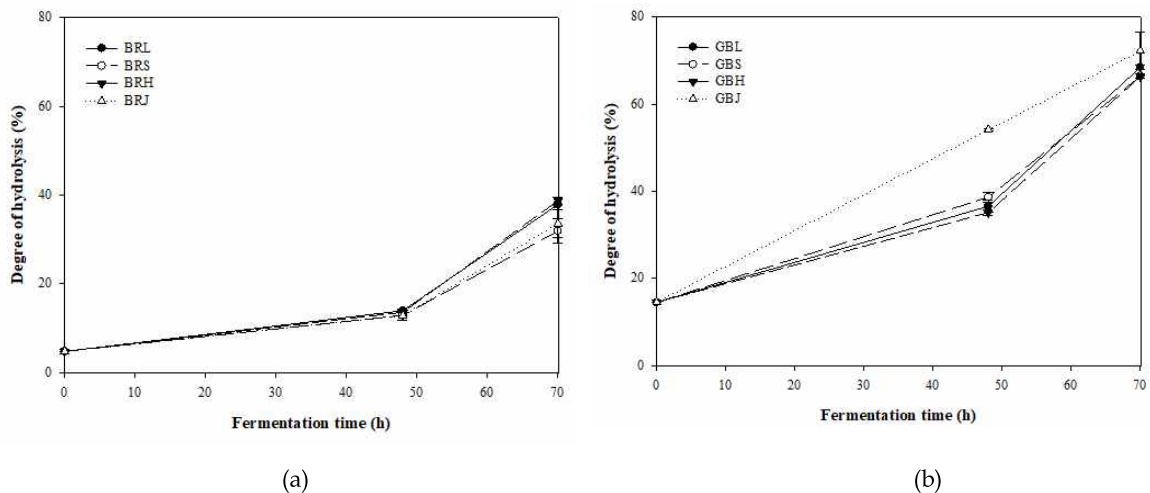 80
60
40
20
0
Degree of hydrolysis (%)
BRL
BRS
BRH
BRJ
0 10 20 30 40 50 60 70
Fermentation time (h)
(a)
80
60
40
20
0
Degree of hydrolysis (%)
GBL
GBS
GBH
GBJ
0 10 20 30 40 50 60 70
Fermentation time (h)
(b)